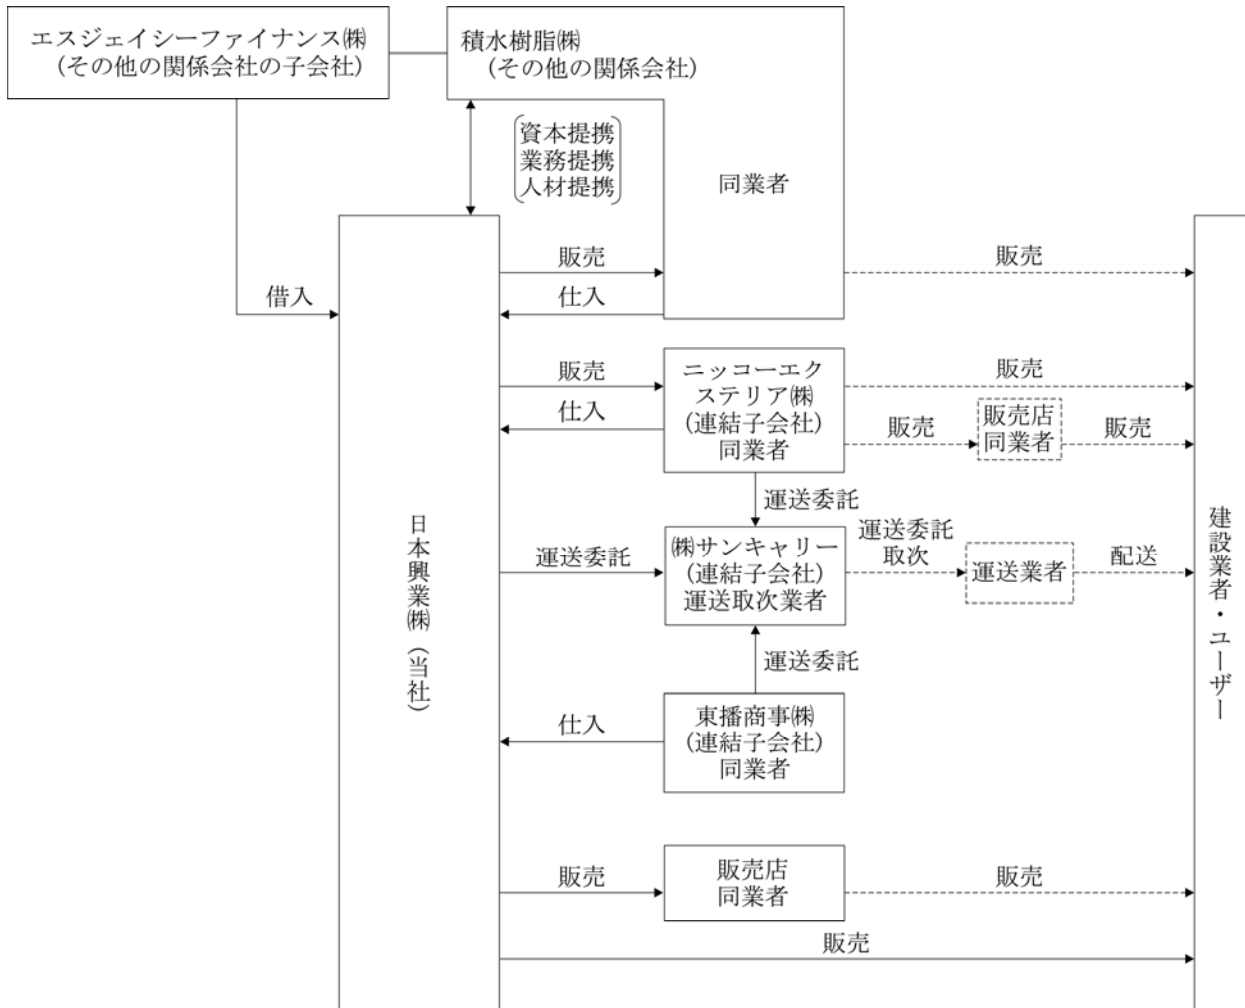 エスジェイシーファイナンス㈱
(その他の関係会社の子会社)
積水樹脂㈱
(その他の関係会社)
資本提携
業務提携
人材提携
同業者
販売
販売
借入
仕入
販売
ニッコーエク
ステリア㈱
(連結子会社)
同業者
販売
仕入
販売
販売店
同業者
販売
運送委託
日本興業㈱(当社)
運送委託
㈱サンキャリー
(連結子会社)
運送取次業者
運送委託
取次
運送業者
配送
建設業者・ユーザー
運送委託
仕入
東播商事㈱
(連結子会社)
同業者
販売
販売店
同業者
販売
販売